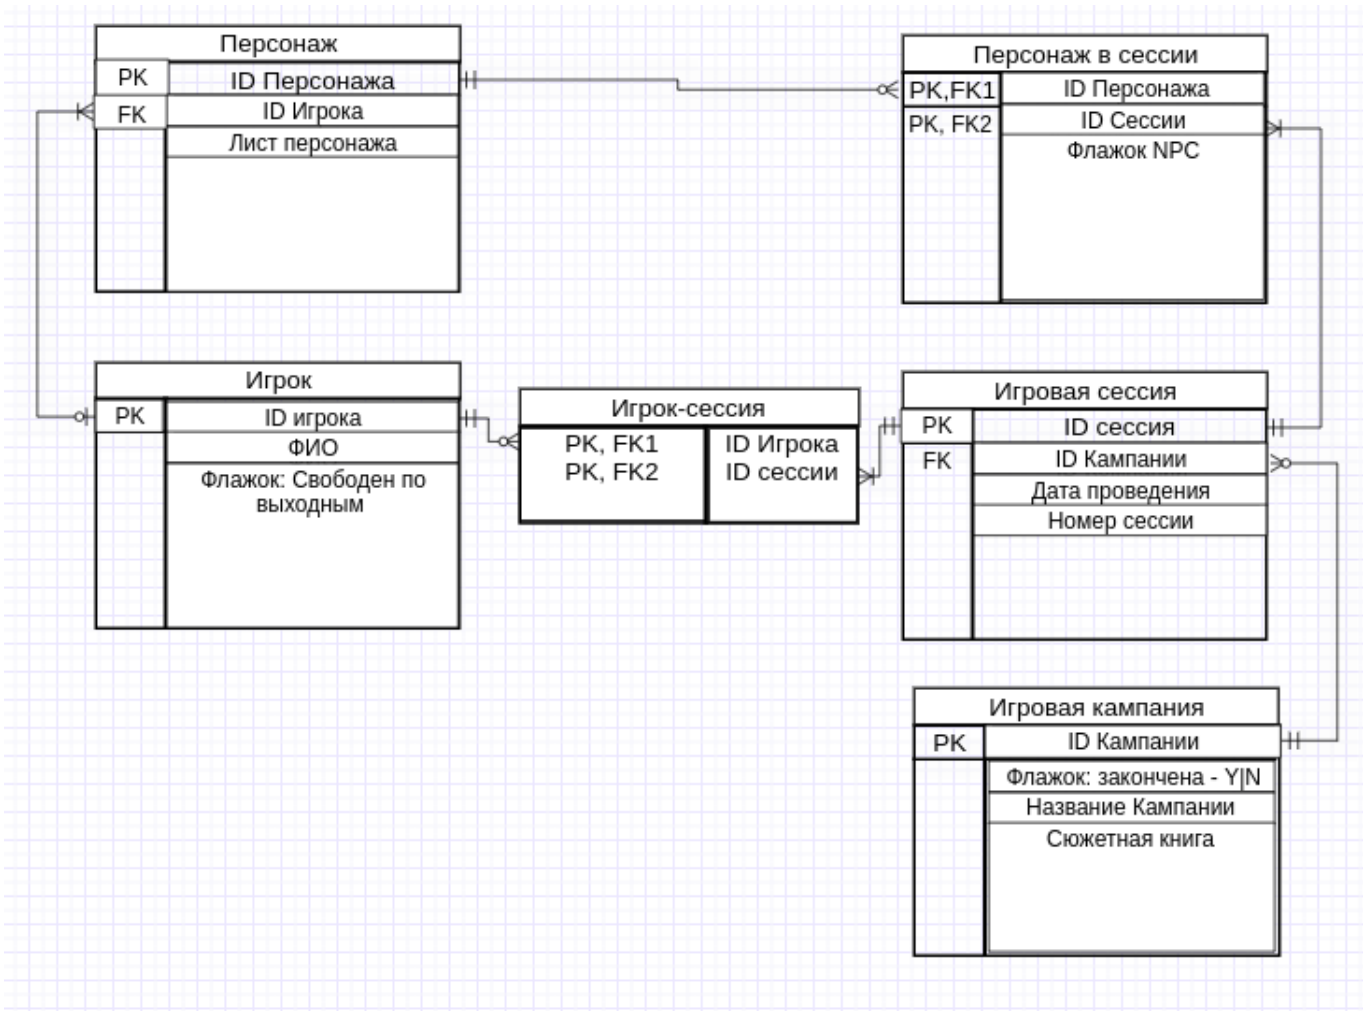 Персонаж
PK
ID Персонажа
FK
ID Игрока
Лист персонажа
Персонаж в сессии
PK,FK1
ID Персонажа
PK, FK2
ID Сессии
Флажок NPC
Игрок
PK
ID игрока
ФИО
Флажок: Свободен по
выходным
Игрок-сессия
PK, FK1
ID Игрока
PK, FK2
ID сессии
Игровая сессия
PK
ID сессия
FK
ID Кампании
Дата проведения
Номер сессии
Игровая кампания
PK
ID Кампании
Флажок: закончена - Y|N
Название Кампании
Сюжетная книга